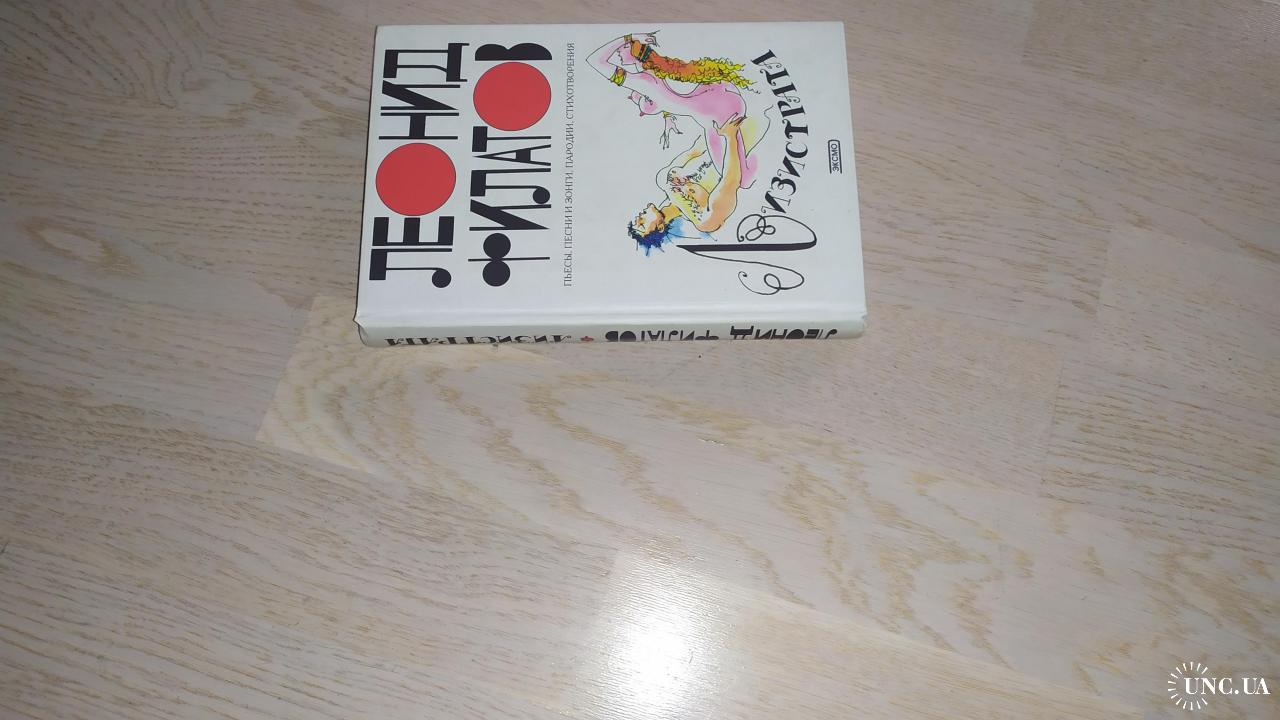 ЛЕОНИД
ФИЛАТОВ
ПЬЕСЫ, ПЕСНИ И ЗОНГИ, ПАРОДИИ, СТИХОТВОРЕНИЯ
Лизистрата
ЭКСМО
ЛЕОНИД ФИЛАТОВ * ЛИЗИСТРАТА
UNC.UA